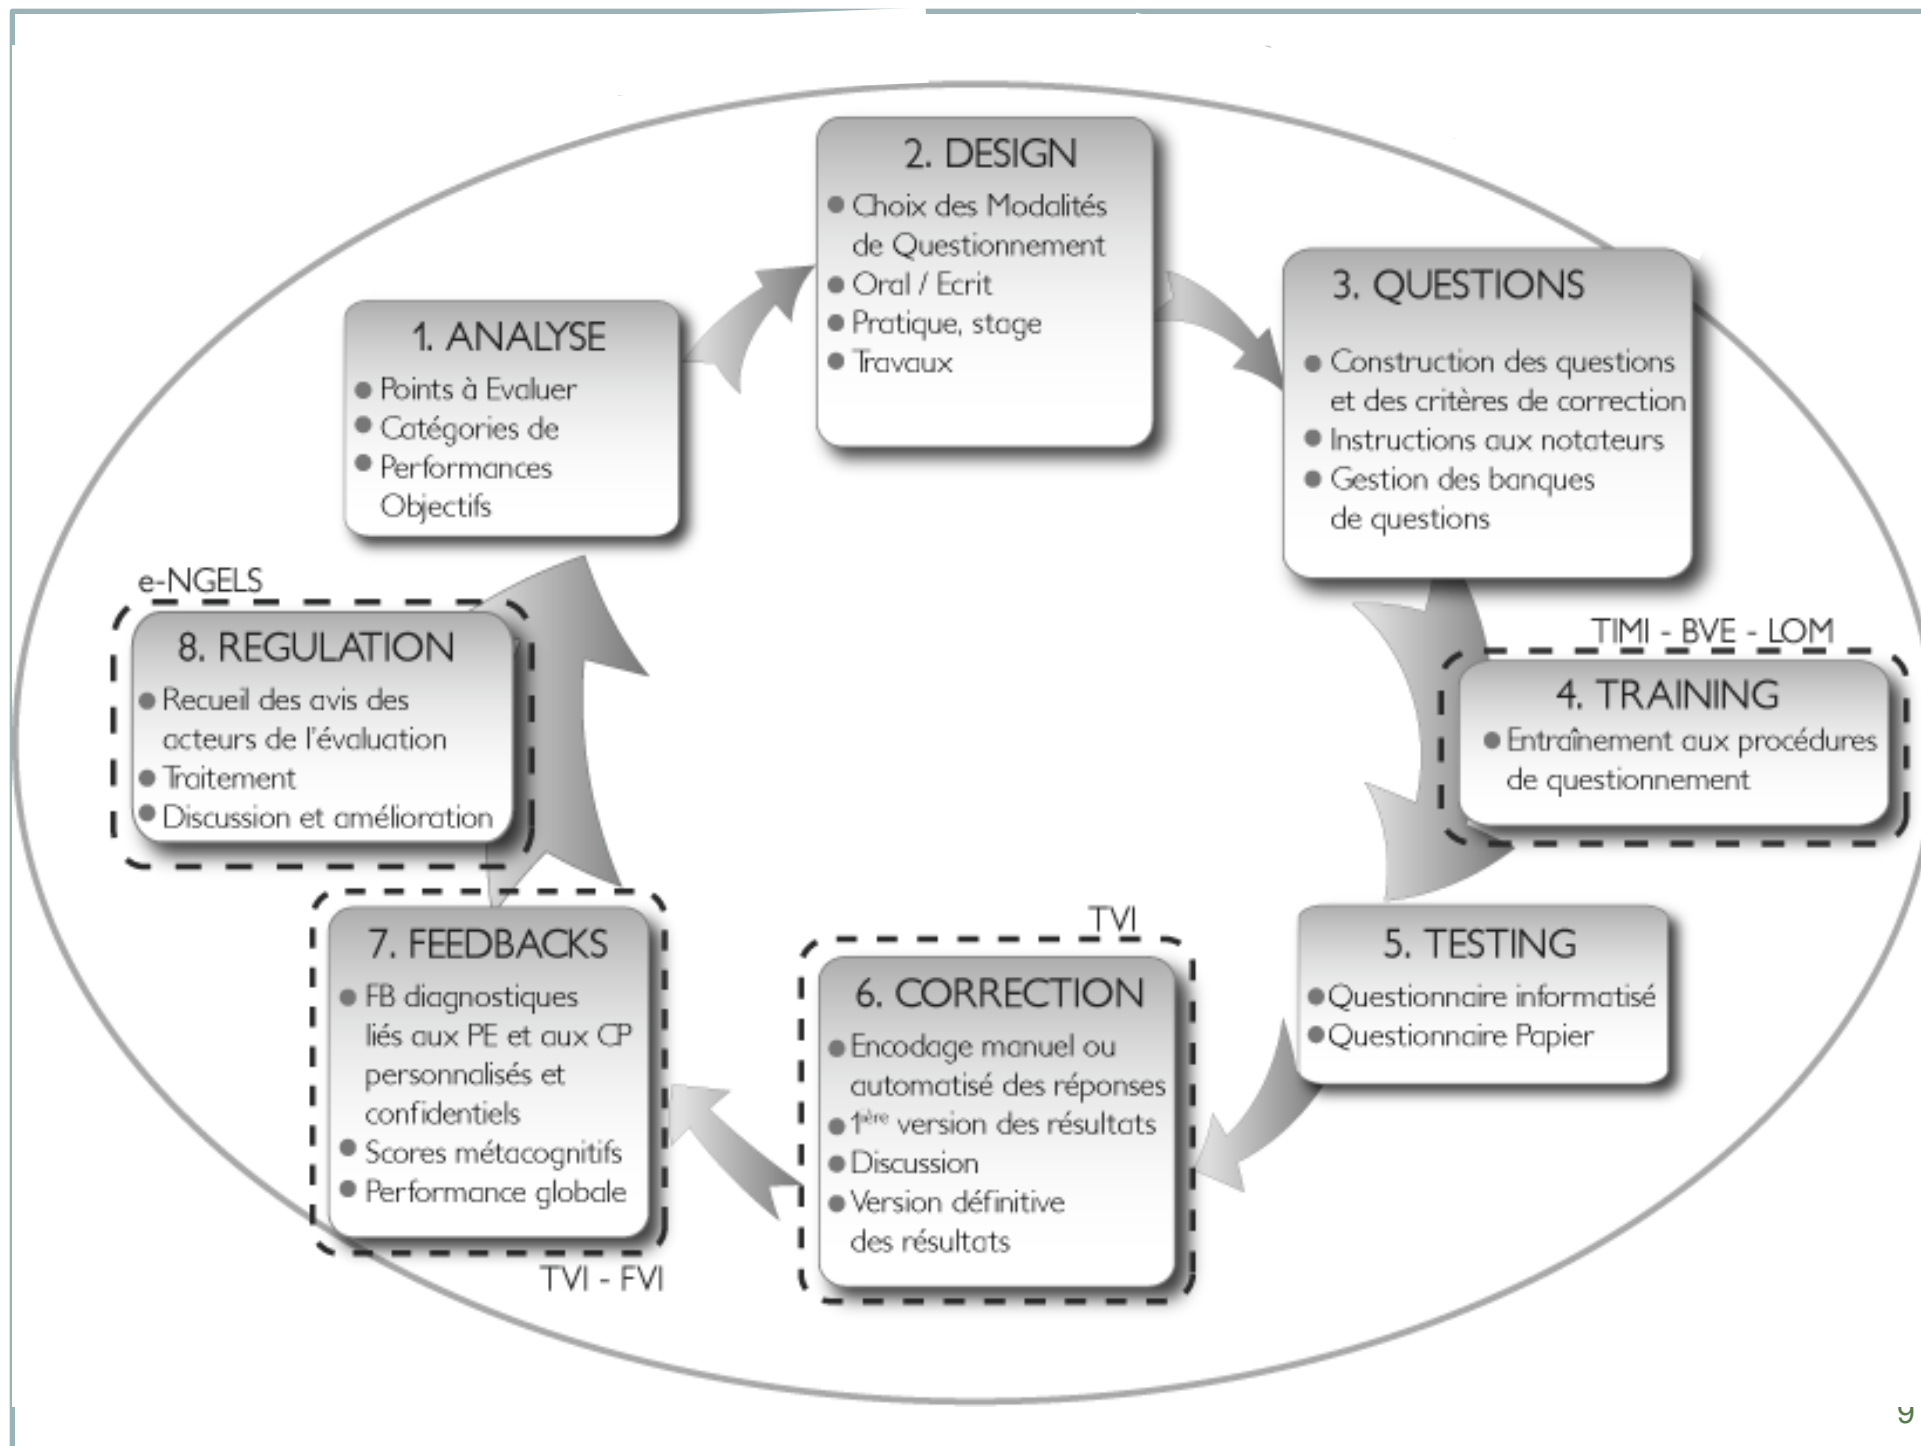 1. ANALYSE
● Points à Evaluer
● Catégories de
● Performances
Objectifs
2. DESIGN
● Choix des Modalités
de Questionnement
● Oral / Ecrit
● Pratique, stage
● Travaux
3. QUESTIONS
● Construction des questions
et des critères de correction
● Instructions aux notateurs
● Gestion des banques
de questions
TIMI - BVE - LOM
4. TRAINING
● Entraînement aux procédures
de questionnement
5. TESTING
● Questionnaire informatisé
● Questionnaire Papier
TVI
6. CORRECTION
● Encodage manuel ou
automatisé des réponses
● 1ière version des résultats
● Discussion
● Version définitive
des résultats
7. FEEDBACKS
● FB diagnostiques
liés aux PE et aux CP
personnalisés et
confidentiels
● Scores métacognitifs
● Performance globale
TVI - FVI
e-NGELS
8. REGULATION
● Recueil des avis des
acteurs de l'évaluation
● Traitement
● Discussion et amélioration
9